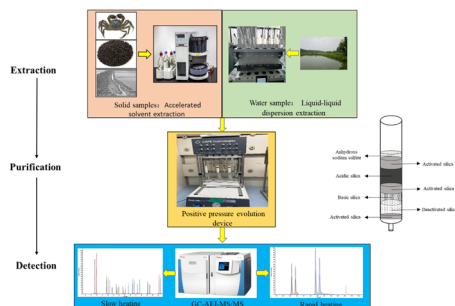 Extraction
Solid samples: Accelerated
solvent extraction
Water sample: Liquid-liquid
dispersion extraction
Purification
Positive pressure evolution
device
Anhydrous
sodium sulfate
Activated silica
Acidic silica
Activated silica
Basic silica
Deactivated silica
Activated silica
Detection
Slow heating
GC-AEI-MS/MS
Rapid heating